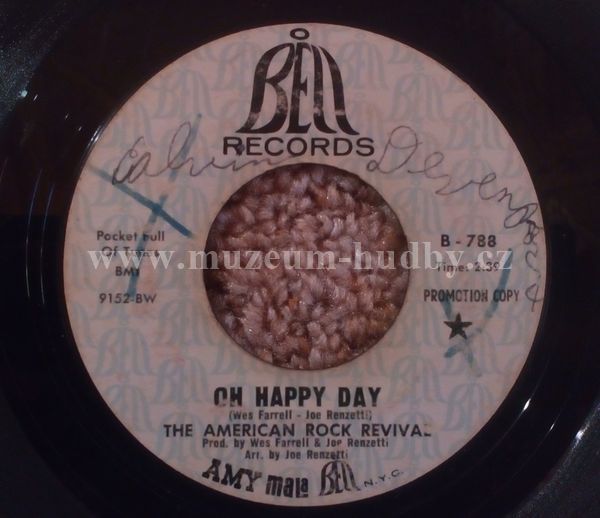 BELL
RECORDS
Calvin
Pocket Full
Of Tunes
BMI
9152-BW
B - 788
Time: 2:39
PROMOTION COPY
www.muzeum-hudby.cz
OH HAPPY DAY
(Wes Farrell - Joe Renzetti)
THE AMERICAN ROCK REVIVAL
Prod. by Wes Farrell & Joe Renzetti
Arr. by Joe Renzetti
AMY mala BELL N.Y.C.